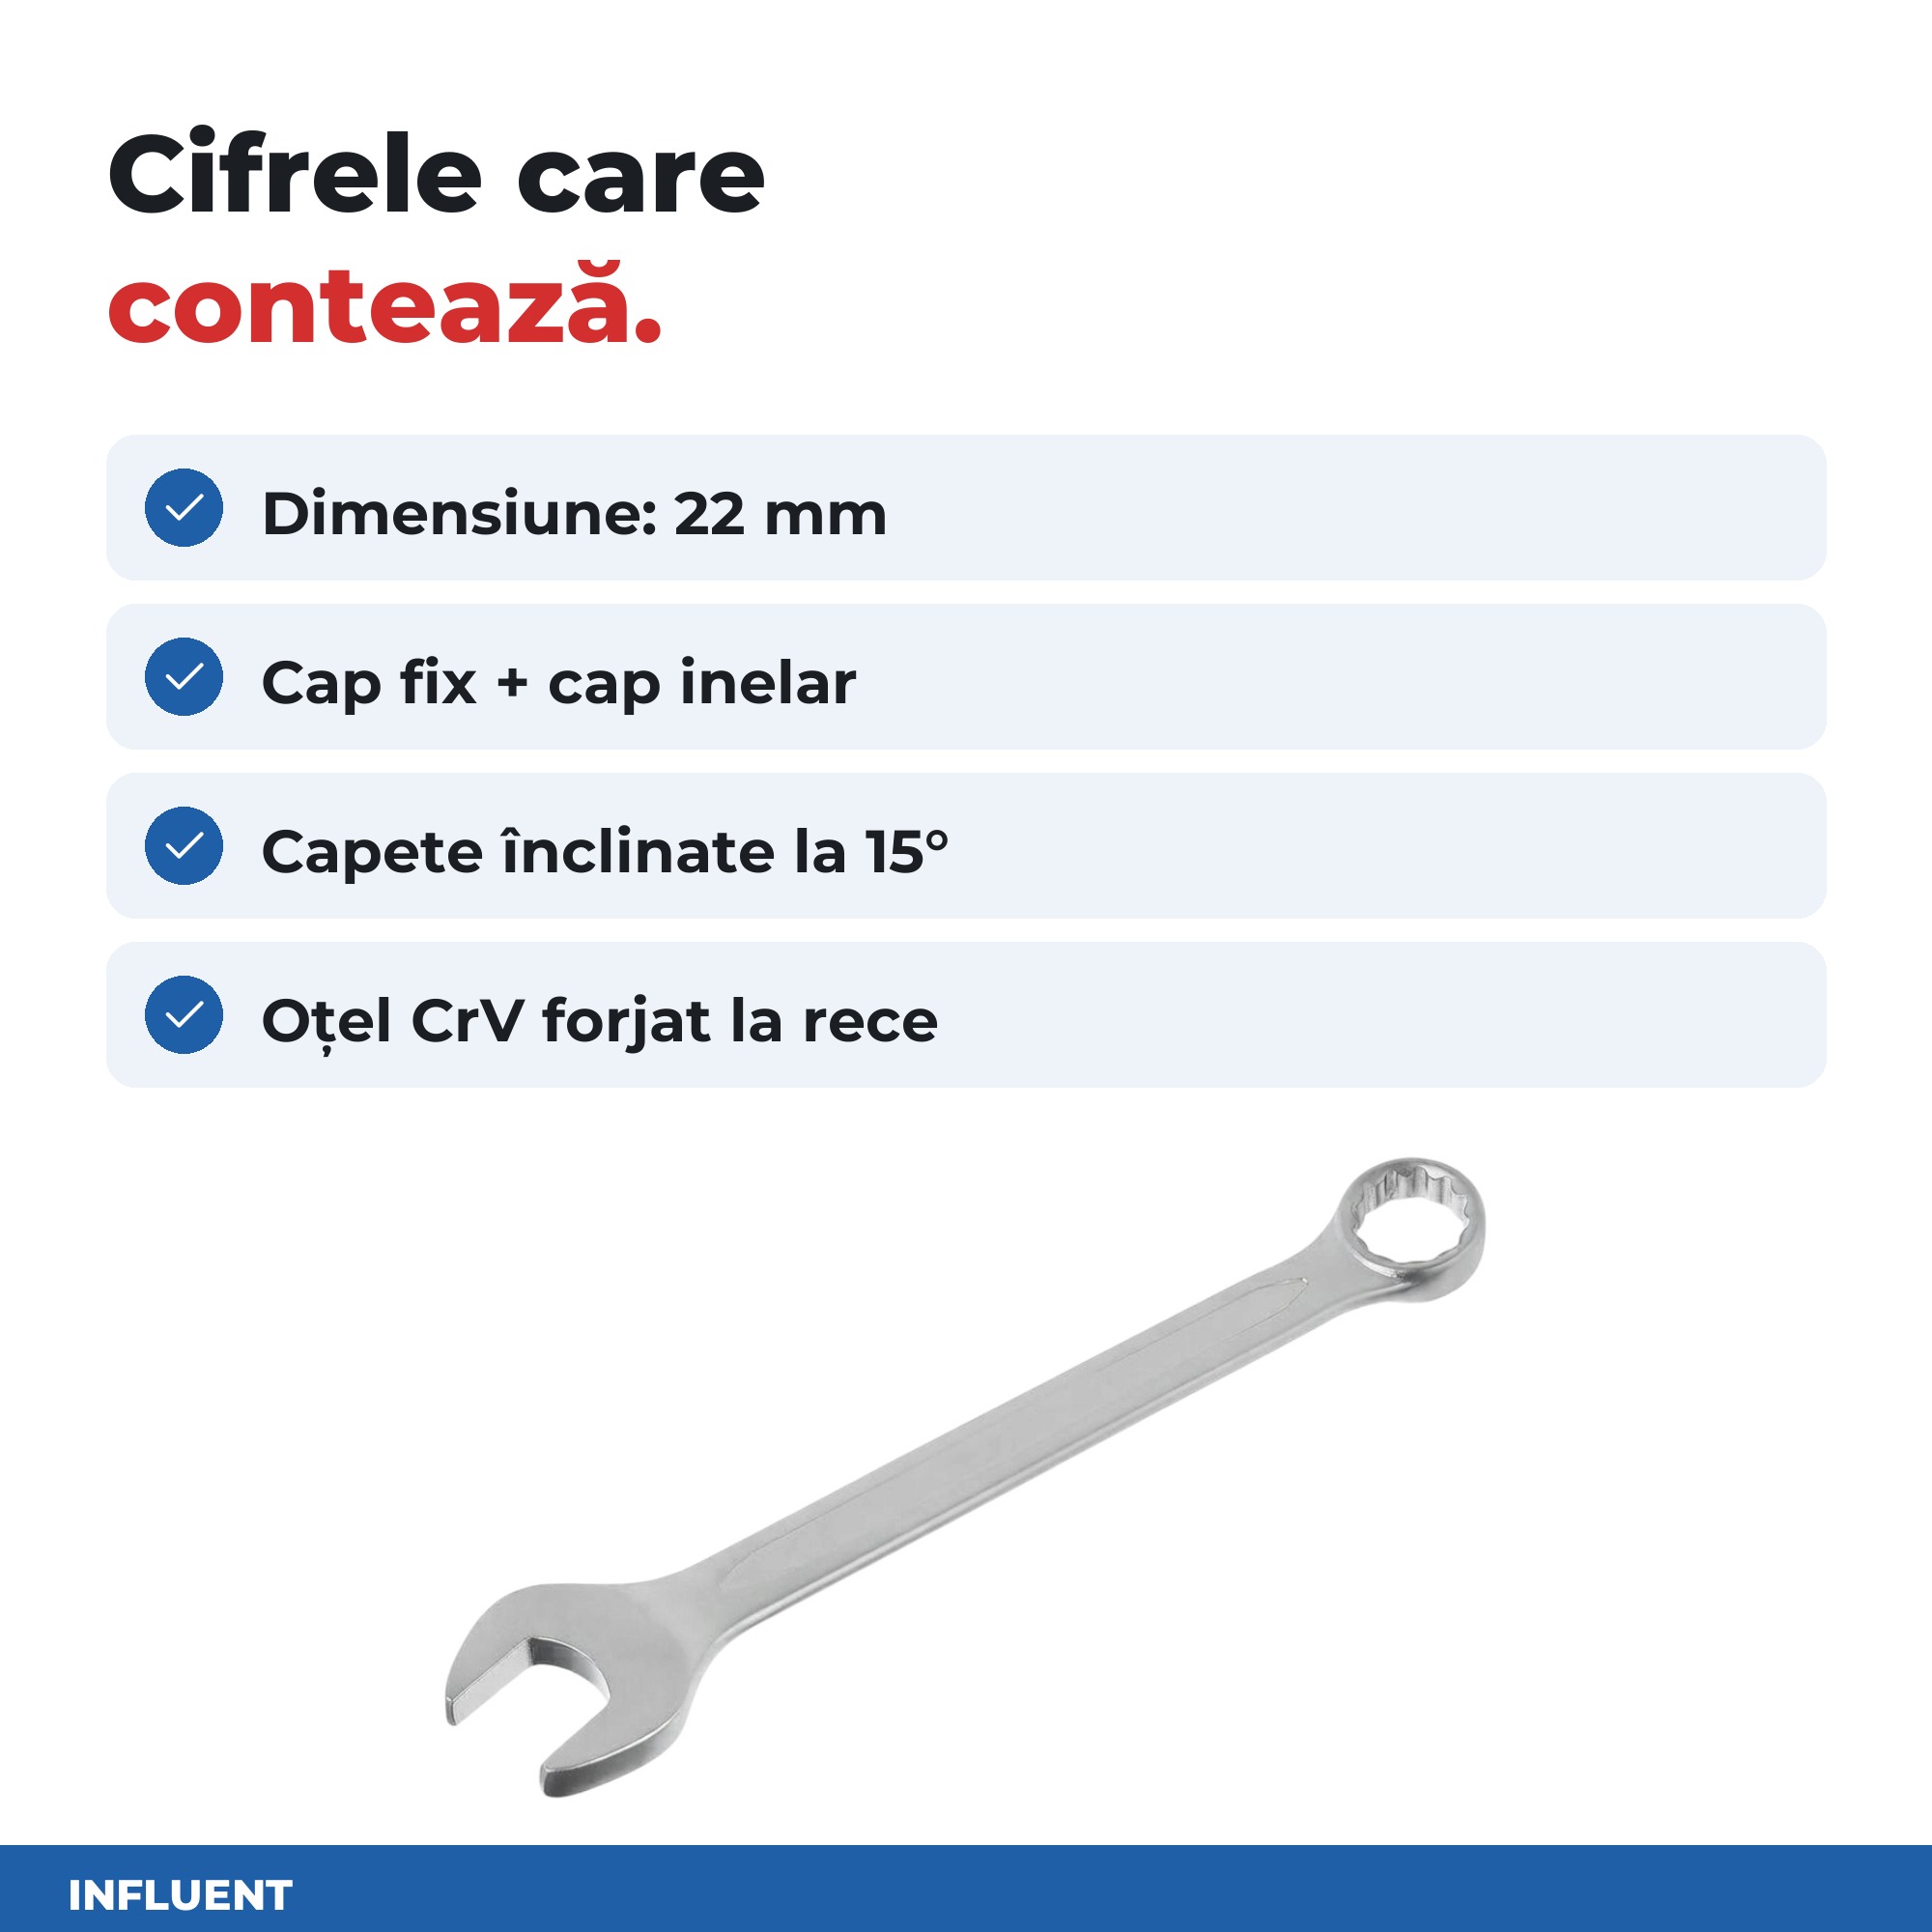 Cifrele care
contează.
Dimensiune: 22 mm
Cap fix + cap inelar
Capete înclinate la 15°
Oțel CrV forjat la rece
INFLUENT